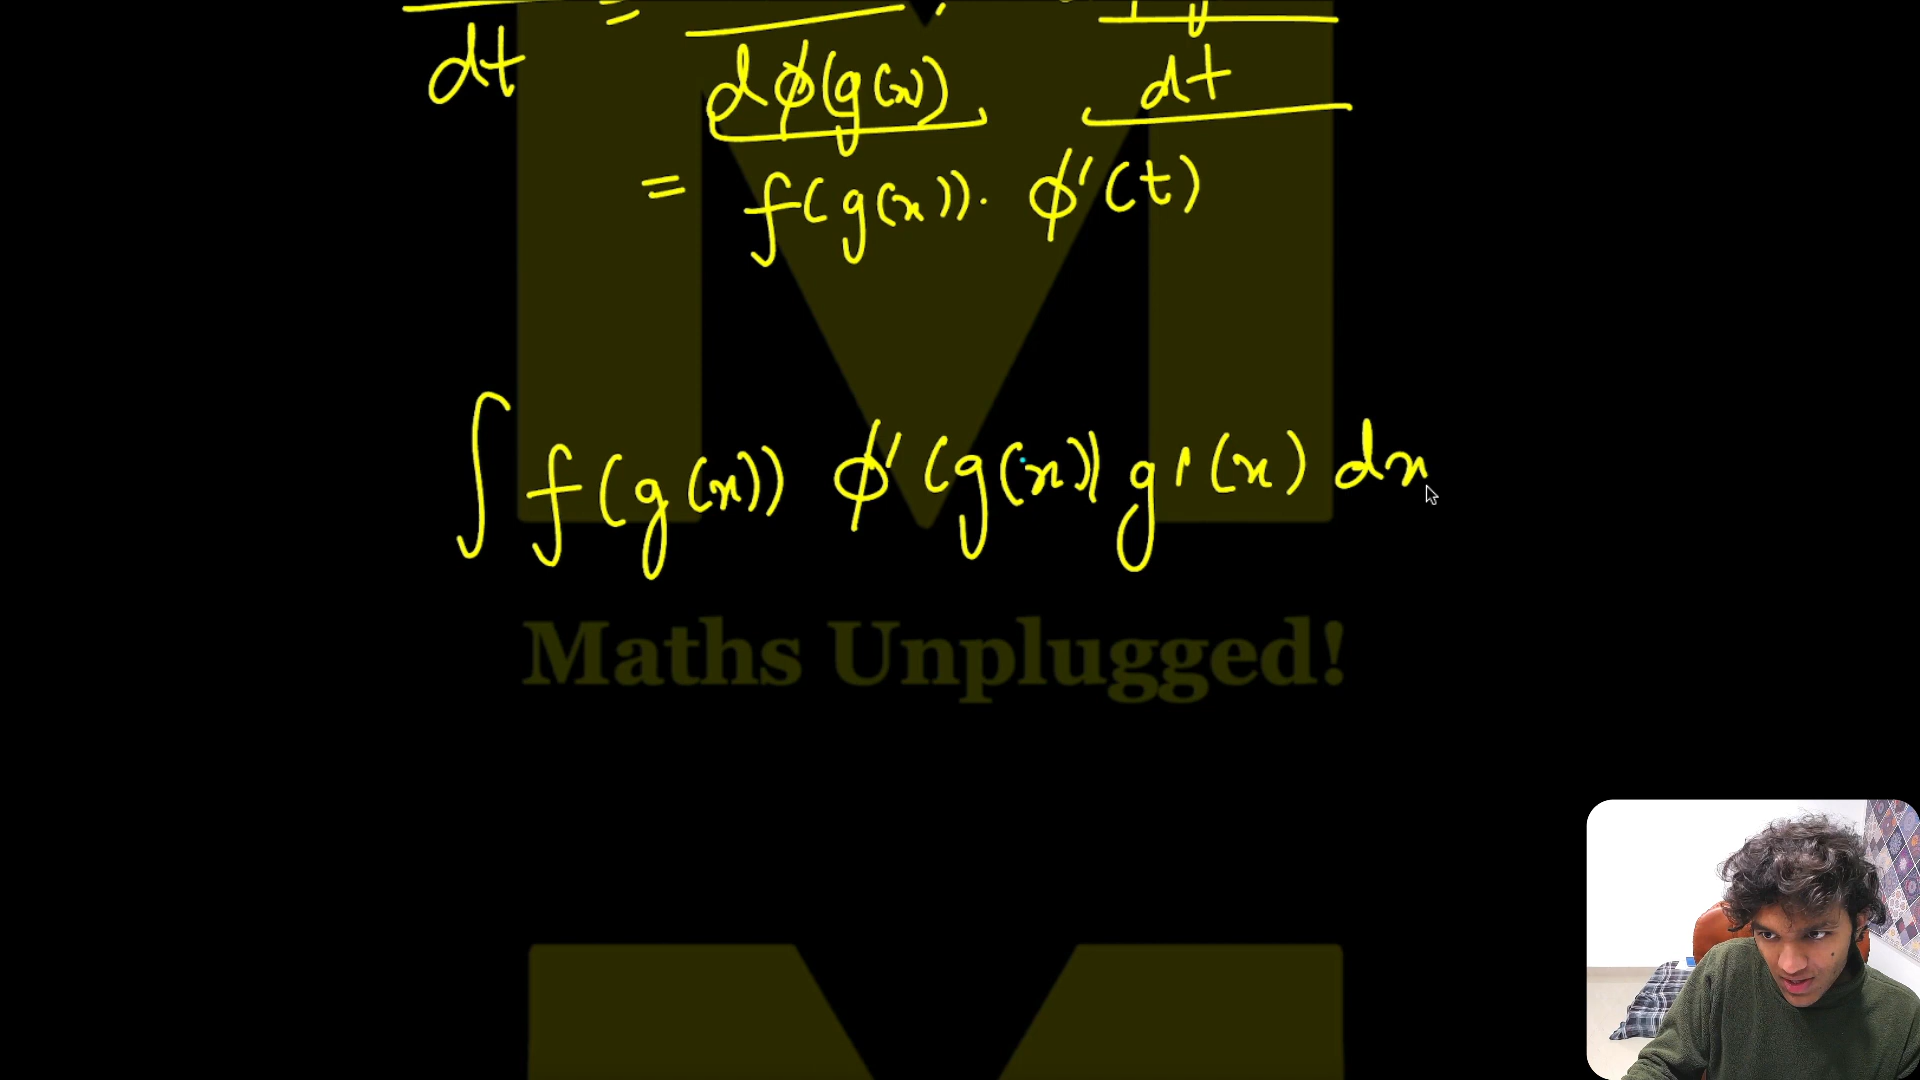 dt =
dϕ(g(x)) dt
= f(g(x)). ϕ'(t)
∫ f(g(x)) ϕ'(g(x)) g'(x) dx
Maths Unplugged!